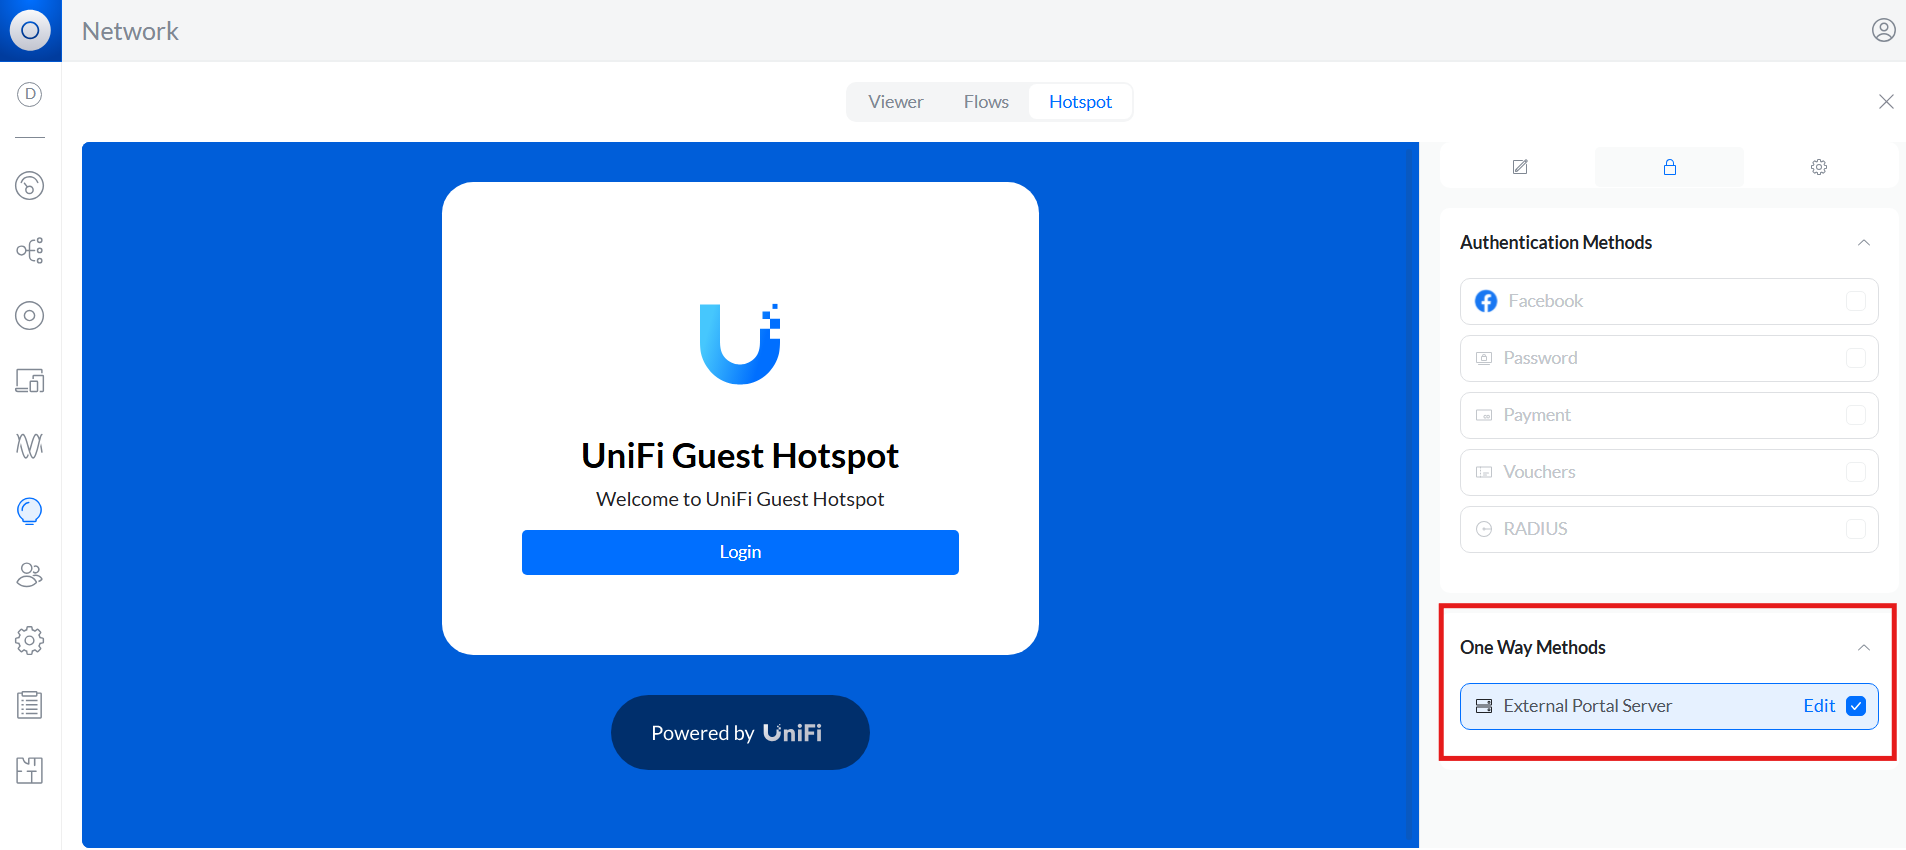 Network
D
Viewer Flows Hotspot
UniFi Guest Hotspot
Welcome to UniFi Guest Hotspot
Login
Powered by UniFi
Authentication Methods
Facebook
Password
Payment
Vouchers
RADIUS
One Way Methods
External Portal Server Edit